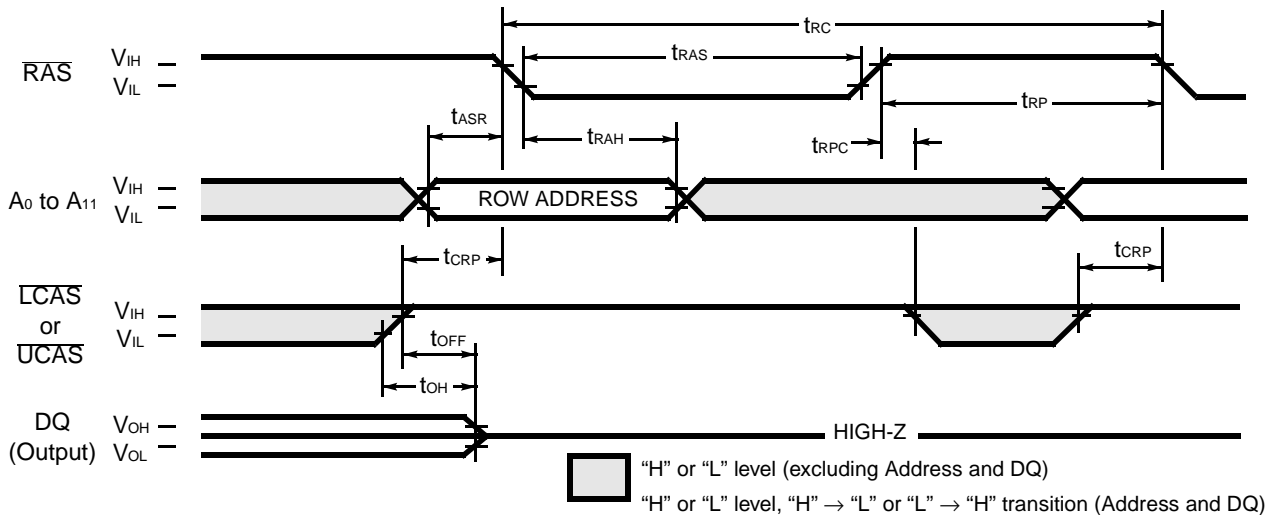 tRC
RAS
VIH
VIL
tRAS
tRP
tASR
tRAH
tRPC
A0 to A11
VIH
VIL
ROW ADDRESS
tCRP
tCRP
LCAS
or
UCAS
VIH
VIL
tOFF
tOH
DQ
(Output)
VOH
VOL
HIGH-Z
“H” or “L” level (excluding Address and DQ)
“H” or “L” level, “H” → “L” or “L” → “H” transition (Address and DQ)